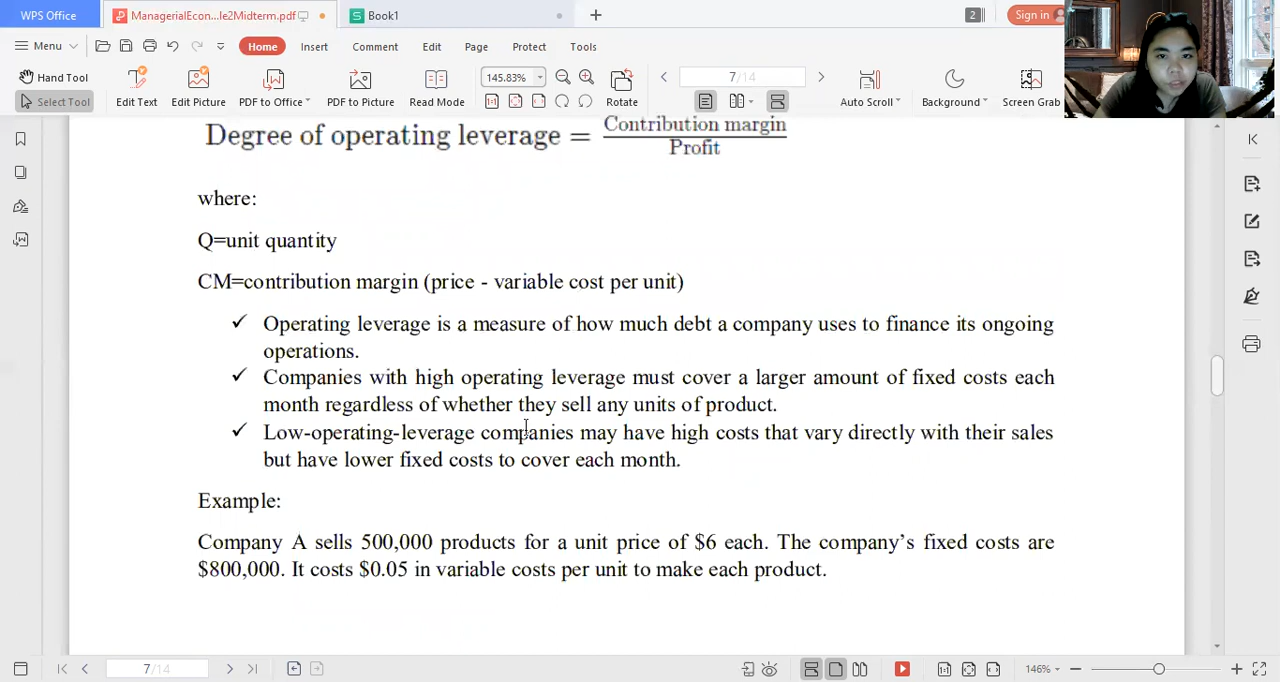 WPS Office
ManagerialEcon...le2Midterm.pdf
Book1
2
Sign in
Menu
Home
Insert
Comment
Edit
Page
Protect
Tools
Hand Tool
145.83%
7/14
Select Tool
Edit Text
Edit Picture
PDF to Office
PDF to Picture
Read Mode
Rotate
Auto Scroll
Background
Screen Grab
Degree of operating leverage = Contribution margin
Profit
where:
Q=unit quantity
CM=contribution margin (price - variable cost per unit)
✓ Operating leverage is a measure of how much debt a company uses to finance its ongoing
operations.
✓ Companies with high operating leverage must cover a larger amount of fixed costs each
month regardless of whether they sell any units of product.
✓ Low-operating-leverage companies may have high costs that vary directly with their sales
but have lower fixed costs to cover each month.
Example:
Company A sells 500,000 products for a unit price of $6 each. The company's fixed costs are
$800,000. It costs $0.05 in variable costs per unit to make each product.
7/14
146%